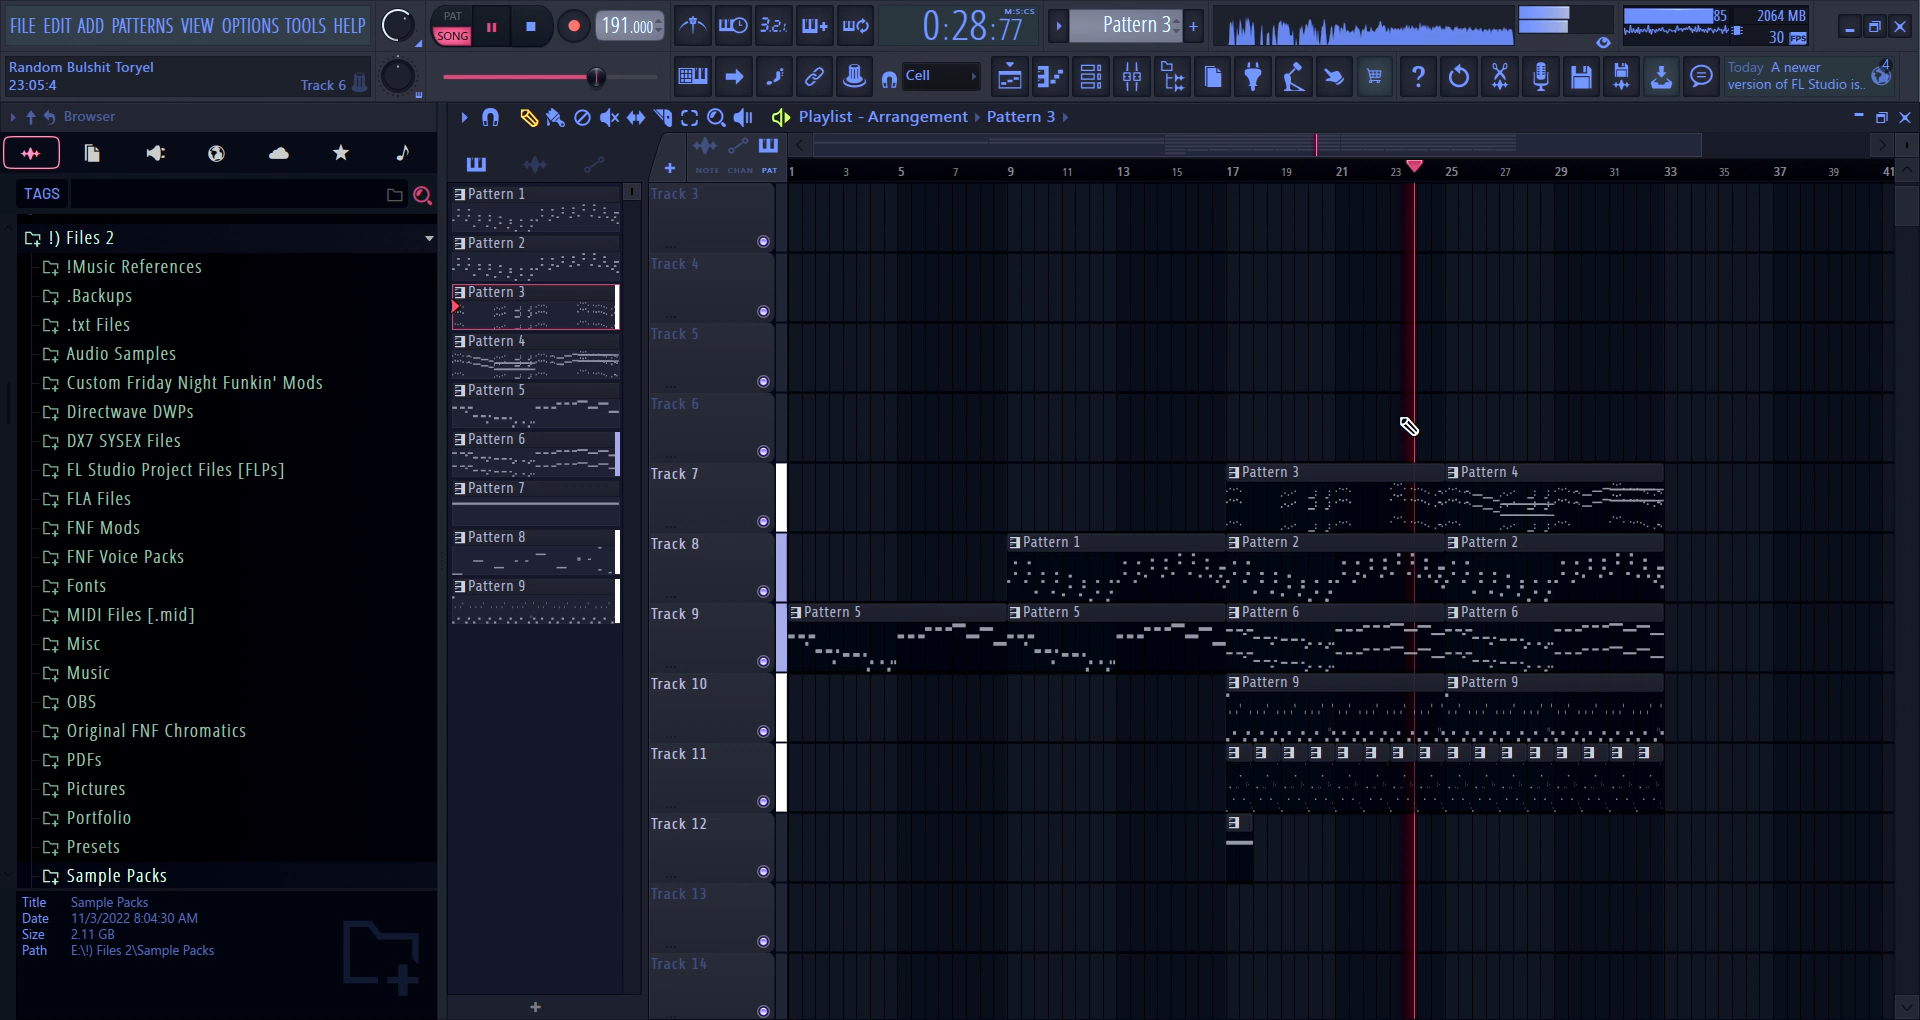 FILE EDIT ADD PATTERNS VIEW OPTIONS TOOLS HELP
PAT
SONG
191.000
3.2.
0:28:77
M:S:CS
Pattern 3
85
2064 MB
30 FPS
Random Bulshit Toryel
23:05:4
Track 6
Cell
Today A newer
version of FL Studio is..
4
Browser
Playlist - Arrangement › Pattern 3 ›
TAGS
NOTE CHAN PAT
1 3 5 7 9 11 13 15 17 19 21 23 25 27 29 31 33 35 37 39 41
!) Files 2
!Music References
.Backups
.txt Files
Audio Samples
Custom Friday Night Funkin' Mods
Directwave DWPs
DX7 SYSEX Files
FL Studio Project Files [FLPs]
FLA Files
FNF Mods
FNF Voice Packs
Fonts
MIDI Files [.mid]
Misc
Music
OBS
Original FNF Chromatics
PDFs
Pictures
Portfolio
Presets
Sample Packs
Title Sample Packs
Date 11/3/2022 8:04:30 AM
Size 2.11 GB
Path E:\!) Files 2\Sample Packs
Pattern 1
Pattern 2
Pattern 3
Pattern 4
Pattern 5
Pattern 6
Pattern 7
Pattern 8
Pattern 9
Track 3
Track 4
Track 5
Track 6
Track 7
Pattern 3 Pattern 4
Track 8
Pattern 1 Pattern 2 Pattern 2
Track 9
Pattern 5 Pattern 5 Pattern 6 Pattern 6
Track 10
Pattern 9 Pattern 9
Track 11
Track 12
Track 13
Track 14